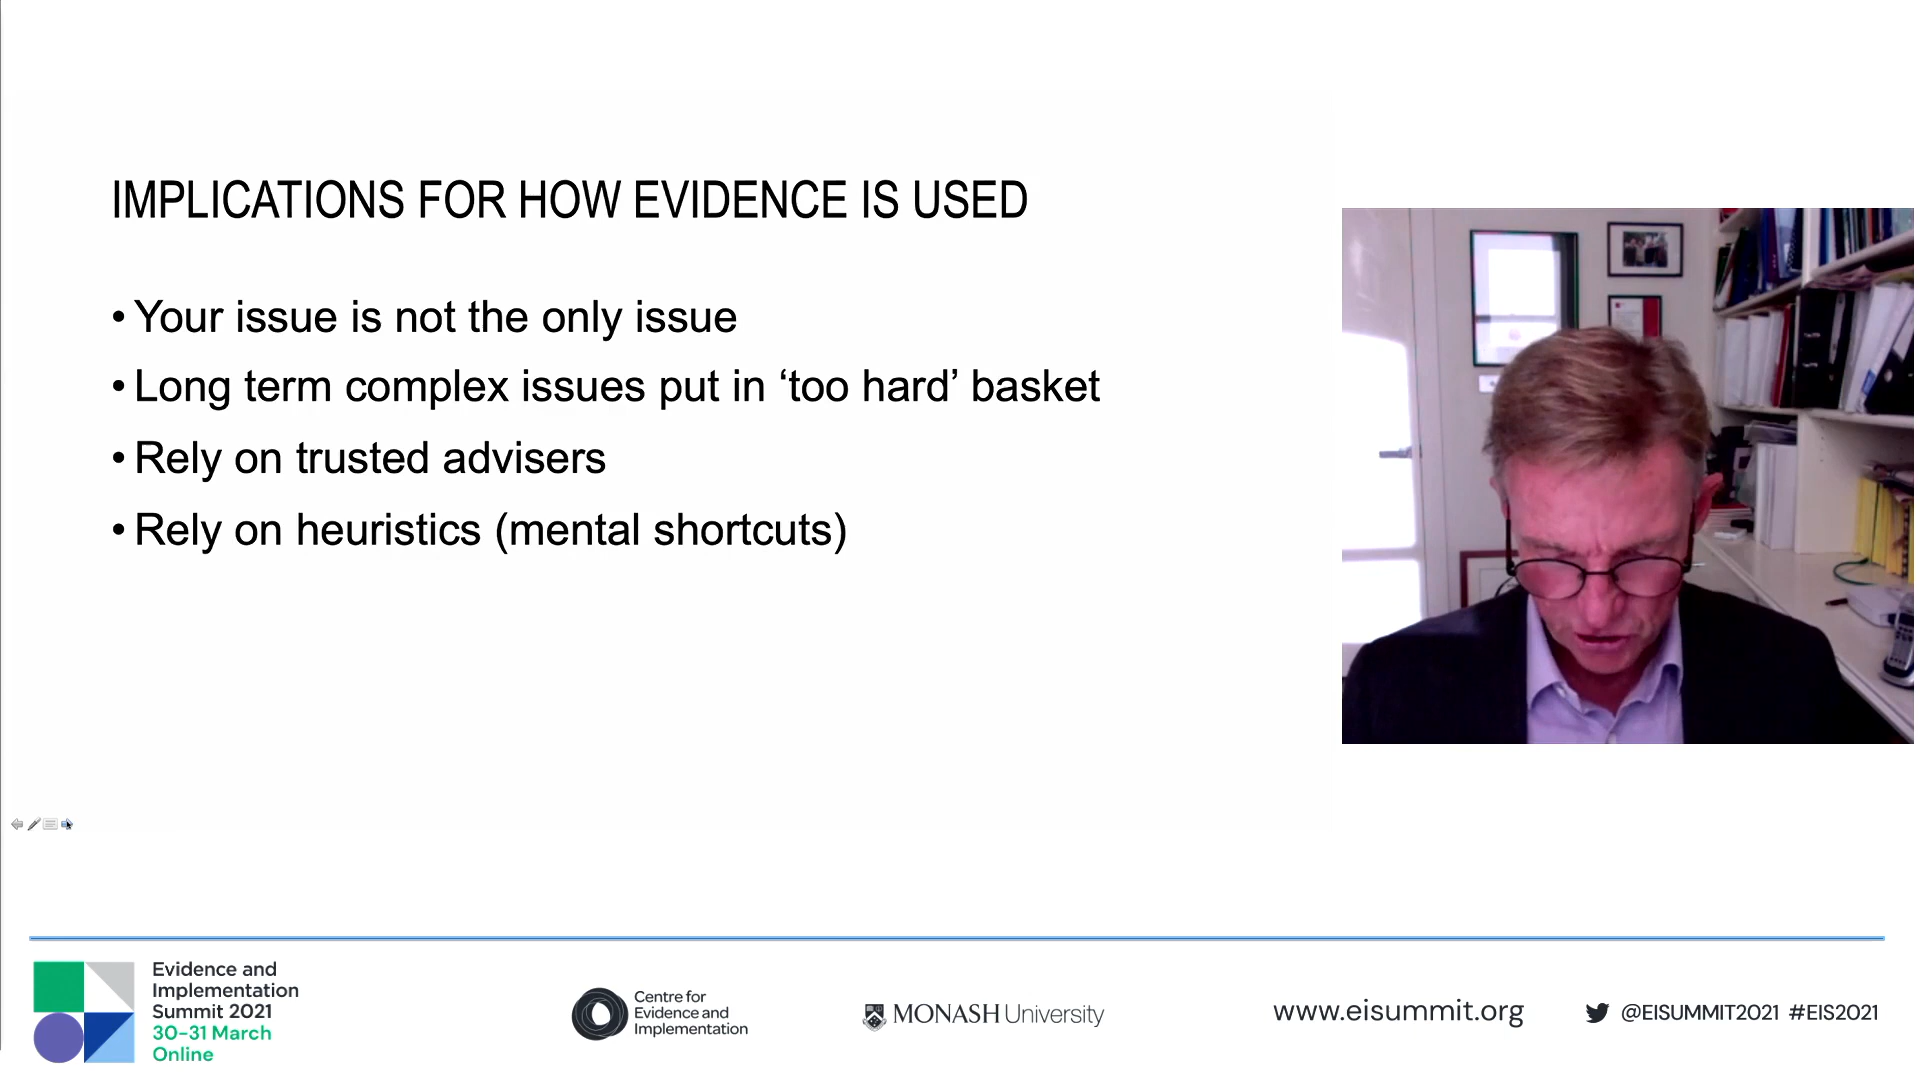 IMPLICATIONS FOR HOW EVIDENCE IS USED
• Your issue is not the only issue
• Long term complex issues put in ‘too hard’ basket
• Rely on trusted advisers
• Rely on heuristics (mental shortcuts)
Evidence and
Implementation
Summit 2021
30–31 March
Online
Centre for
Evidence and
Implementation
MONASH University
www.eisummit.org
@EISUMMIT2021 #EIS2021